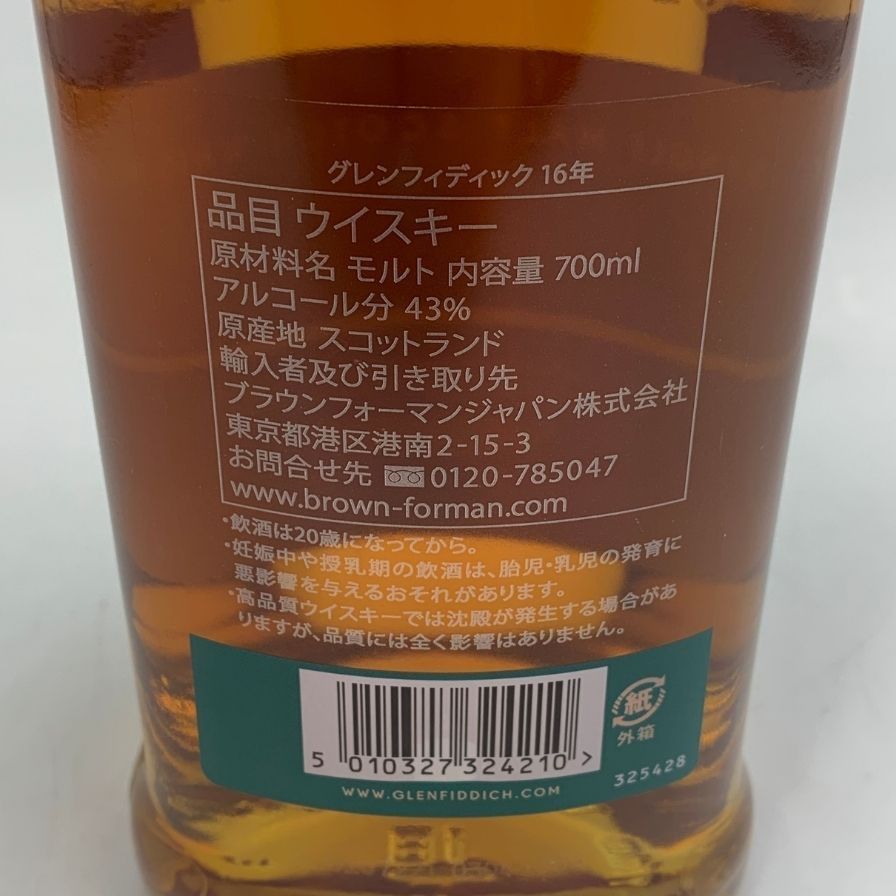 グレンフィディック 16年
品目 ウイスキー
原材料名 モルト 内容量 700ml
アルコール分 43%
原産地 スコットランド
輸入者及び引き取り先
ブラウンフォーマンジャパン株式会社
東京都港区港南2-15-3
お問合せ先 0120-785047
www.brown-forman.com
・飲酒は20歳になってから。
・妊娠中や授乳期の飲酒は、胎児・乳児の発育に
悪影響を与えるおそれがあります。
・高品質ウイスキーでは沈殿が発生する場合があ
りますが、品質には全く影響はありません。
紙
外箱
5 010327 324210 >
325428
WWW.GLENFIDDICH.COM